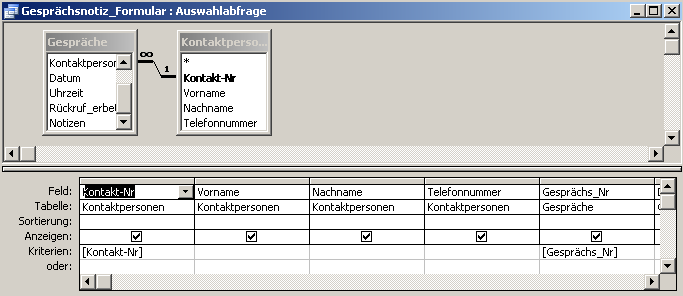 Gesprächsnotiz_Formular : Auswahlabfrage
Gespräche
Kontaktperson
Datum
Uhrzeit
Rückruf_erbet
Notizen
∞
1
Kontaktperso...
*
Kontakt-Nr
Vorname
Nachname
Telefonnummer
Feld: Kontakt-Nr Vorname Nachname Telefonnummer Gesprächs_Nr
Tabelle: Kontaktpersonen Kontaktpersonen Kontaktpersonen Kontaktpersonen Gespräche
Sortierung:
Anzeigen:
Kriterien: [Kontakt-Nr] [Gesprächs_Nr]
oder: